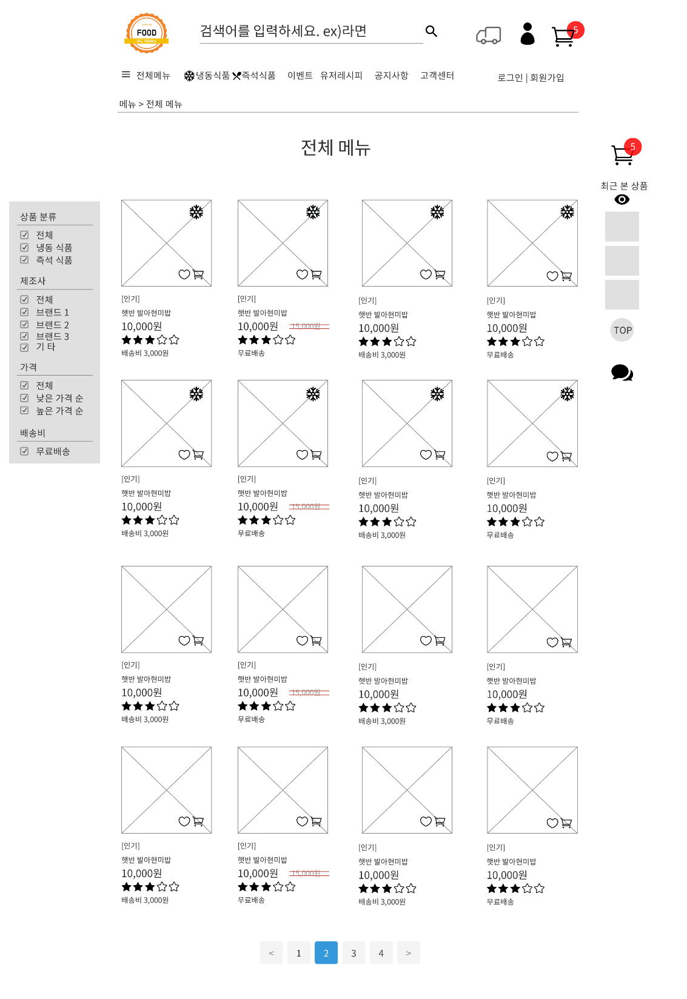 FOOD
검색어를 입력하세요. ex)라면
5
전체메뉴 냉동식품 즉석식품 이벤트 유저레시피 공지사항 고객센터
로그인 | 회원가입
메뉴 > 전체 메뉴
전체 메뉴
5
최근 본 상품
TOP
상품 분류
전체
냉동 식품
즉석 식품
제조사
전체
브랜드 1
브랜드 2
브랜드 3
기 타
가격
전체
낮은 가격 순
높은 가격 순
배송비
무료배송
[인기] [인기] [인기] [인기]
햇반 발아현미밥 햇반 발아현미밥 햇반 발아현미밥 햇반 발아현미밥
10,000원 10,000원 15,000원 10,000원 10,000원
배송비 3,000원 무료배송 배송비 3,000원 무료배송
[인기] [인기] [인기] [인기]
햇반 발아현미밥 햇반 발아현미밥 햇반 발아현미밥 햇반 발아현미밥
10,000원 10,000원 15,000원 10,000원 10,000원
배송비 3,000원 무료배송 배송비 3,000원 무료배송
[인기] [인기] [인기] [인기]
햇반 발아현미밥 햇반 발아현미밥 햇반 발아현미밥 햇반 발아현미밥
10,000원 10,000원 15,000원 10,000원 10,000원
배송비 3,000원 무료배송 배송비 3,000원 무료배송
[인기] [인기] [인기] [인기]
햇반 발아현미밥 햇반 발아현미밥 햇반 발아현미밥 햇반 발아현미밥
10,000원 10,000원 15,000원 10,000원 10,000원
배송비 3,000원 무료배송 배송비 3,000원 무료배송
< 1 2 3 4 >